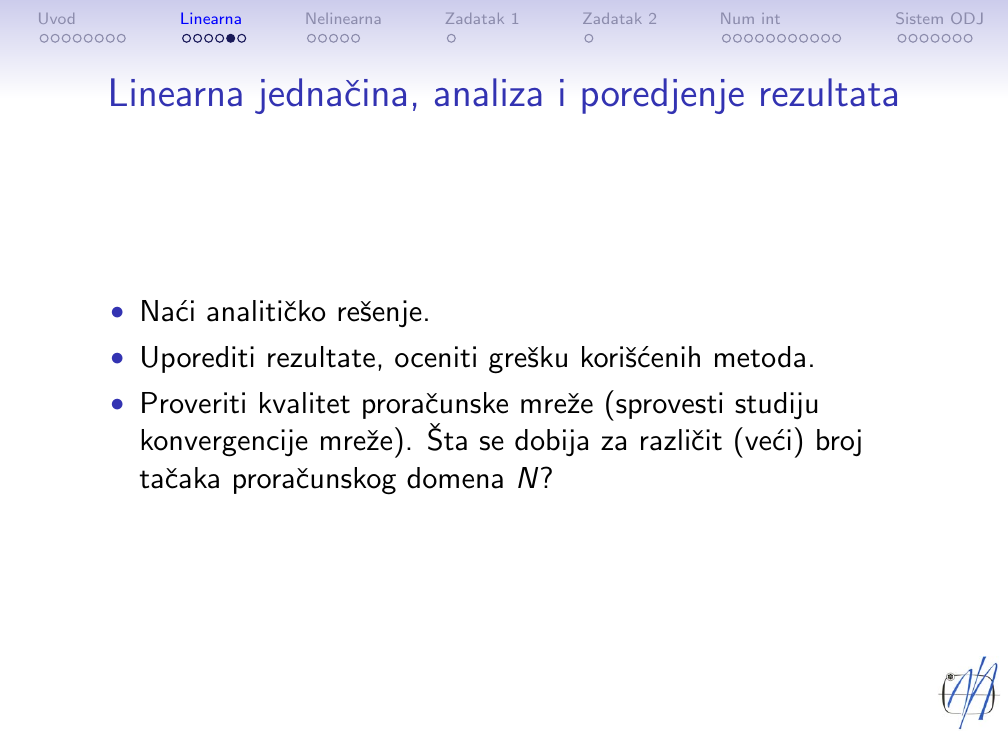 Uvod
Linearna
Nelinearna
Zadatak 1
Zadatak 2
Num int
Sistem ODJ
Linearna jednačina, analiza i poredjenje rezultata
• Naći analitičko rešenje.
• Uporediti rezultate, oceniti grešku korišćenih metoda.
• Proveriti kvalitet proračunske mreže (sprovesti studiju
konvergencije mreže). Šta se dobija za različit (veći) broj
tačaka proračunskog domena N?